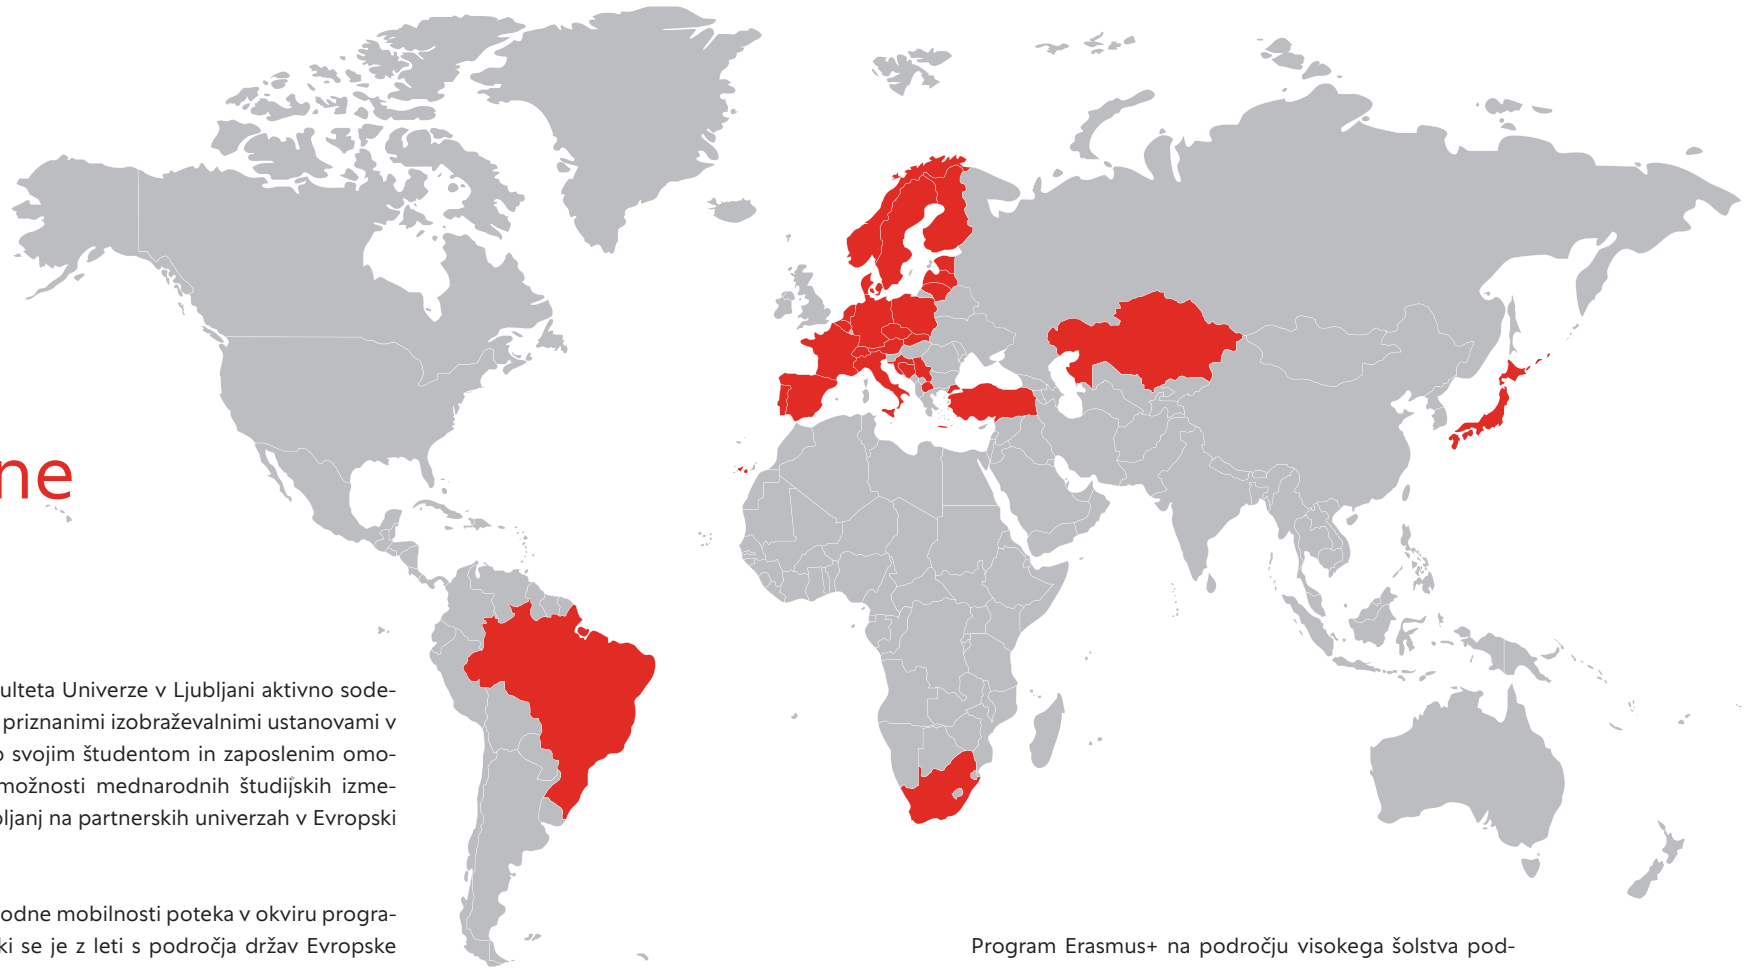 ne
ulteta Univerze v Ljubljani aktivno sode-
priznanimi izobraževalnimi ustanovami v
o svojim študentom in zaposlenim omo-
možnosti mednarodnih študijskih izme-
oljanj na partnerskih univerzah v Evropski
odne mobilnosti poteka v okviru progra-
ki se je z leti s področja držav Evropske
Program Erasmus+ na področju visokega šolstva pod-